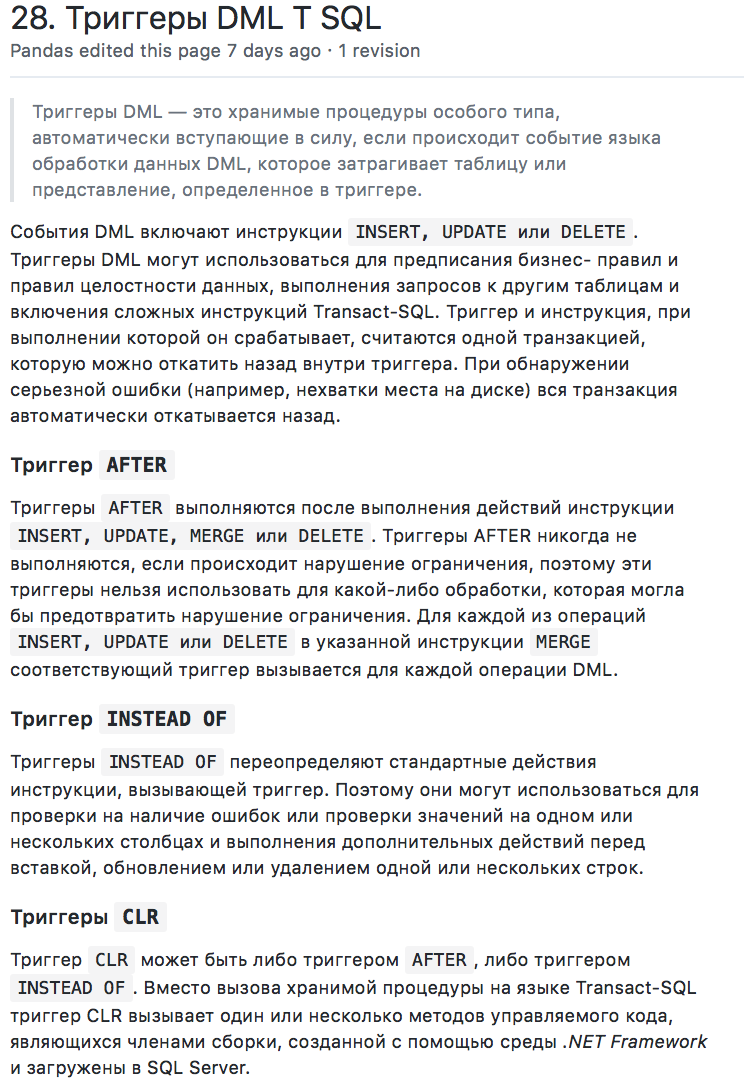 28. Триггеры DML T SQL
Pandas edited this page 7 days ago · 1 revision
Триггеры DML — это хранимые процедуры особого типа,
автоматически вступающие в силу, если происходит событие языка
обработки данных DML, которое затрагивает таблицу или
представление, определенное в триггере.
События DML включают инструкции INSERT, UPDATE или DELETE .
Триггеры DML могут использоваться для предписания бизнес- правил и
правил целостности данных, выполнения запросов к другим таблицам и
включения сложных инструкций Transact-SQL. Триггер и инструкция, при
выполнении которой он срабатывает, считаются одной транзакцией,
которую можно откатить назад внутри триггера. При обнаружении
серьезной ошибки (например, нехватки места на диске) вся транзакция
автоматически откатывается назад.
Триггер AFTER
Триггеры AFTER выполняются после выполнения действий инструкции
INSERT, UPDATE, MERGE или DELETE . Триггеры AFTER никогда не
выполняются, если происходит нарушение ограничения, поэтому эти
триггеры нельзя использовать для какой-либо обработки, которая могла
бы предотвратить нарушение ограничения. Для каждой из операций
INSERT, UPDATE или DELETE в указанной инструкции MERGE
соответствующий триггер вызывается для каждой операции DML.
Триггер INSTEAD OF
Триггеры INSTEAD OF переопределяют стандартные действия
инструкции, вызывающей триггер. Поэтому они могут использоваться для
проверки на наличие ошибок или проверки значений на одном или
нескольких столбцах и выполнения дополнительных действий перед
вставкой, обновлением или удалением одной или нескольких строк.
Триггеры CLR
Триггер CLR может быть либо триггером AFTER , либо триггером
INSTEAD OF . Вместо вызова хранимой процедуры на языке Transact-SQL
триггер CLR вызывает один или несколько методов управляемого кода,
являющихся членами сборки, созданной с помощью среды .NET Framework
и загружены в SQL Server.